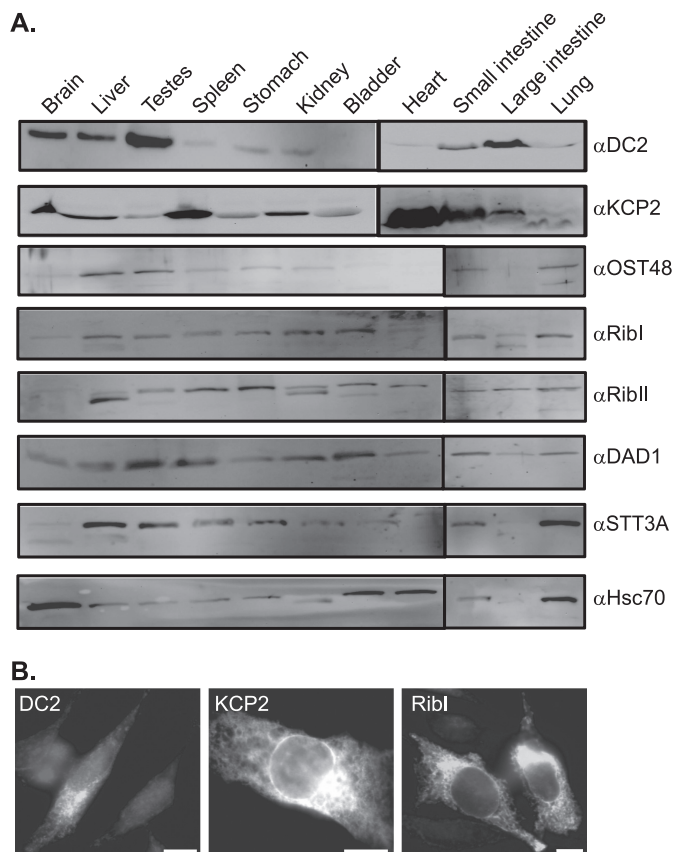 A.
Brain Liver Testes Spleen Stomach Kidney Bladder Heart Small intestine Large intestine Lung
αDC2
αKCP2
αOST48
αRibI
αRibII
αDAD1
αSTT3A
αHsc70
B.
DC2 KCP2 RibI